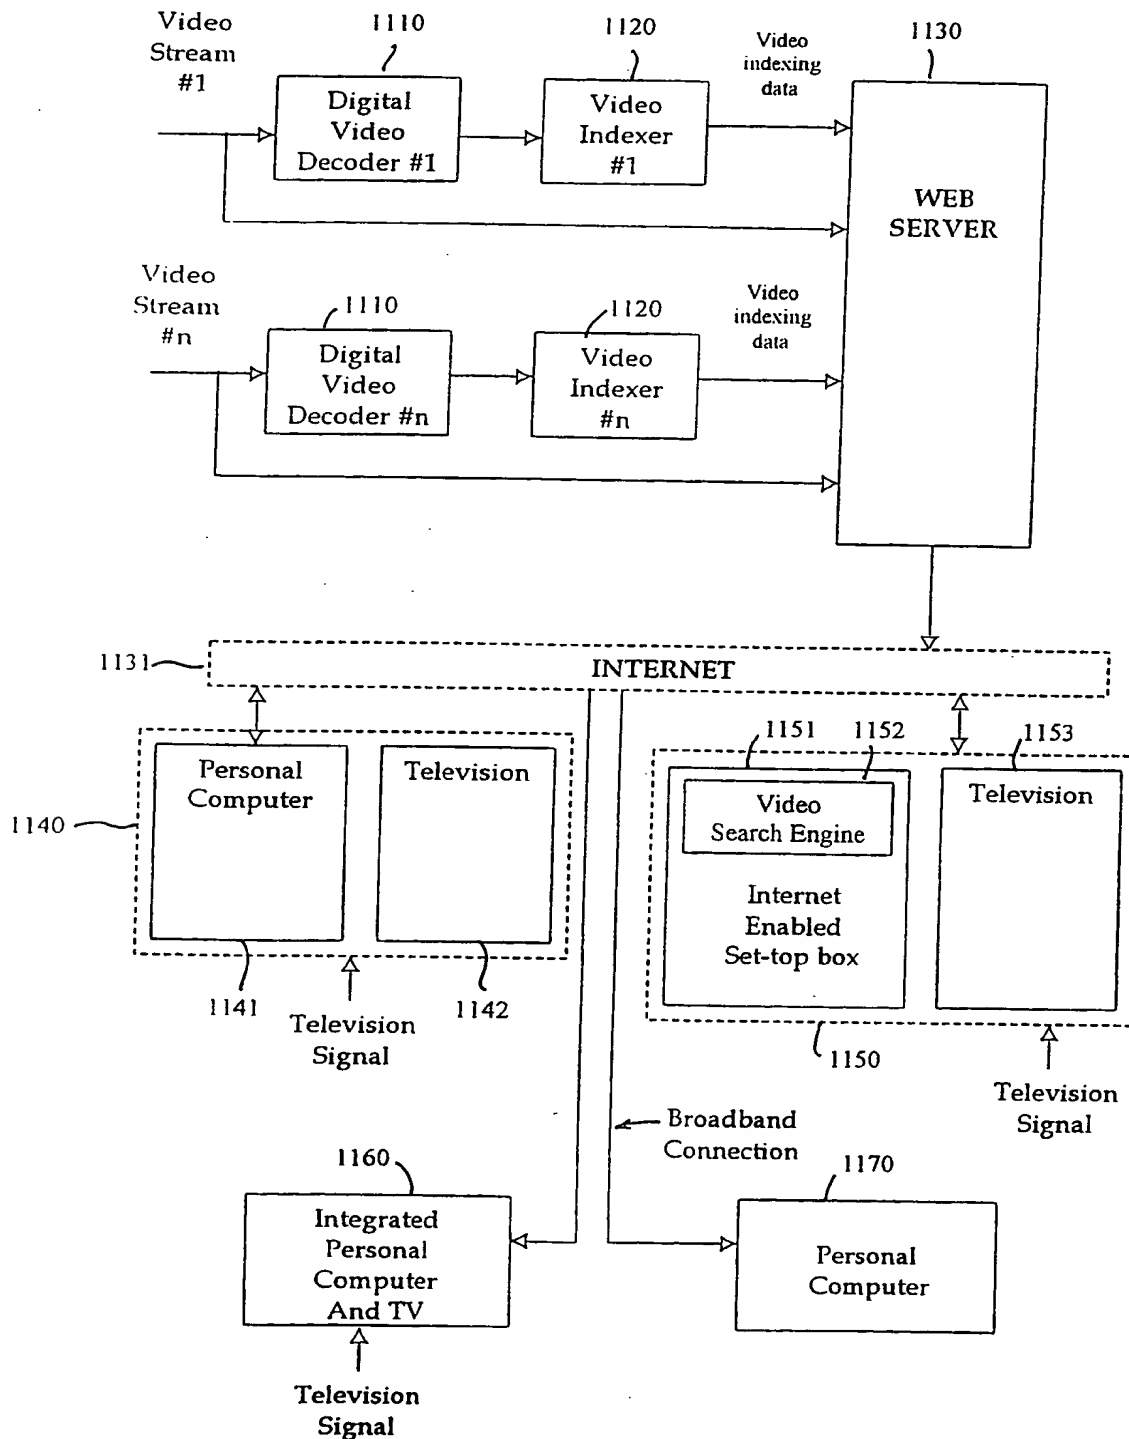 Video
Stream
#1
1110
1120
Video
indexing
data
1130
Digital
Video
Decoder #1
Video
Indexer
#1
WEB
SERVER
Video
Stream
#n
1110
1120
Video
indexing
data
Digital
Video
Decoder #n
Video
Indexer
#n
1131
INTERNET
1140
Personal
Computer
Television
1141
1142
Television
Signal
1151
1152
1153
Video
Search Engine
Internet
Enabled
Set-top box
Television
1150
Television
Signal
Broadband
Connection
1160
Integrated
Personal
Computer
And TV
Television
Signal
1170
Personal
Computer